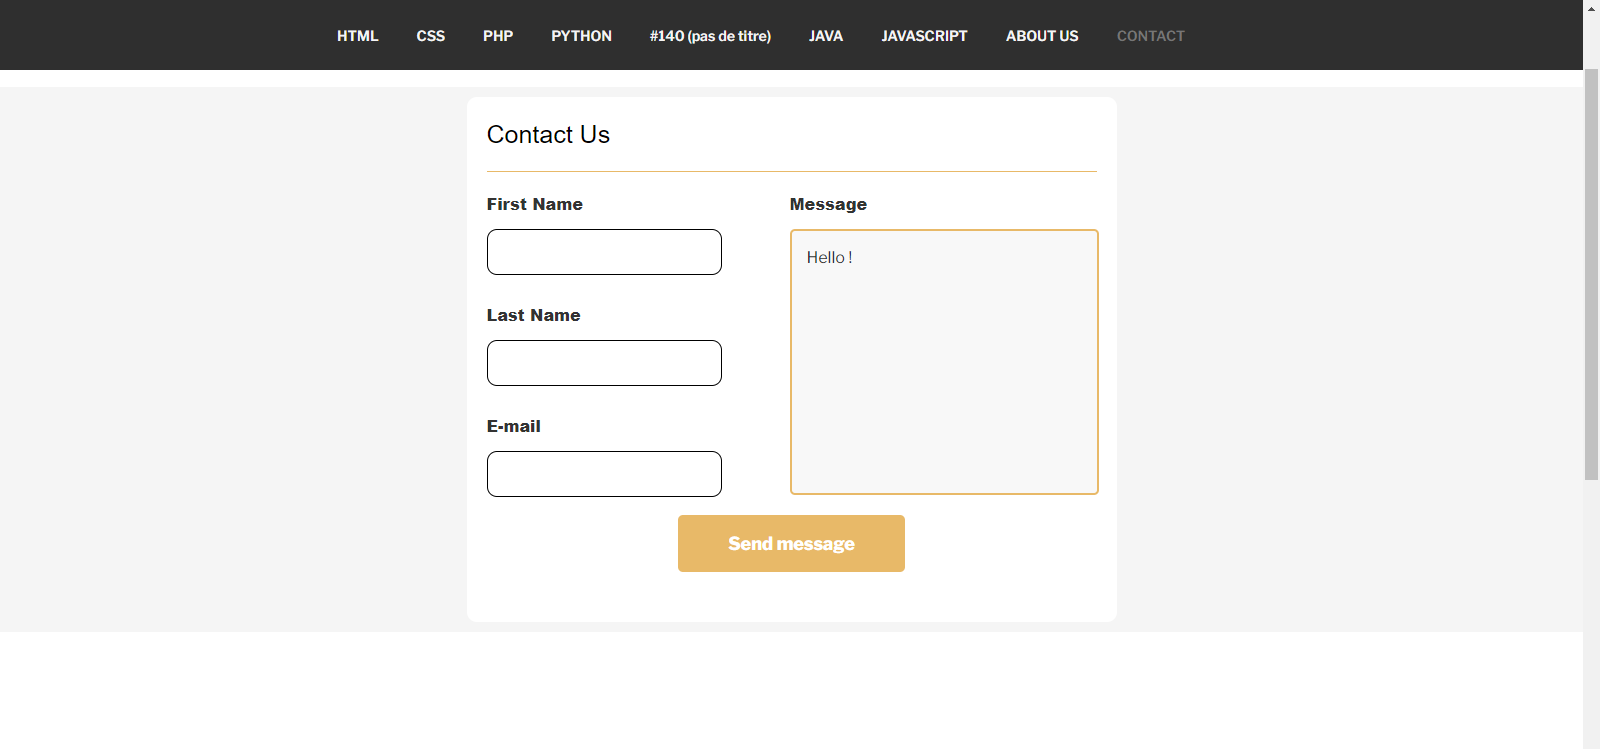 HTML CSS PHP PYTHON #140 (pas de titre) JAVA JAVASCRIPT ABOUT US CONTACT
Contact Us
First Name
Last Name
E-mail
Message
Hello !
Send message